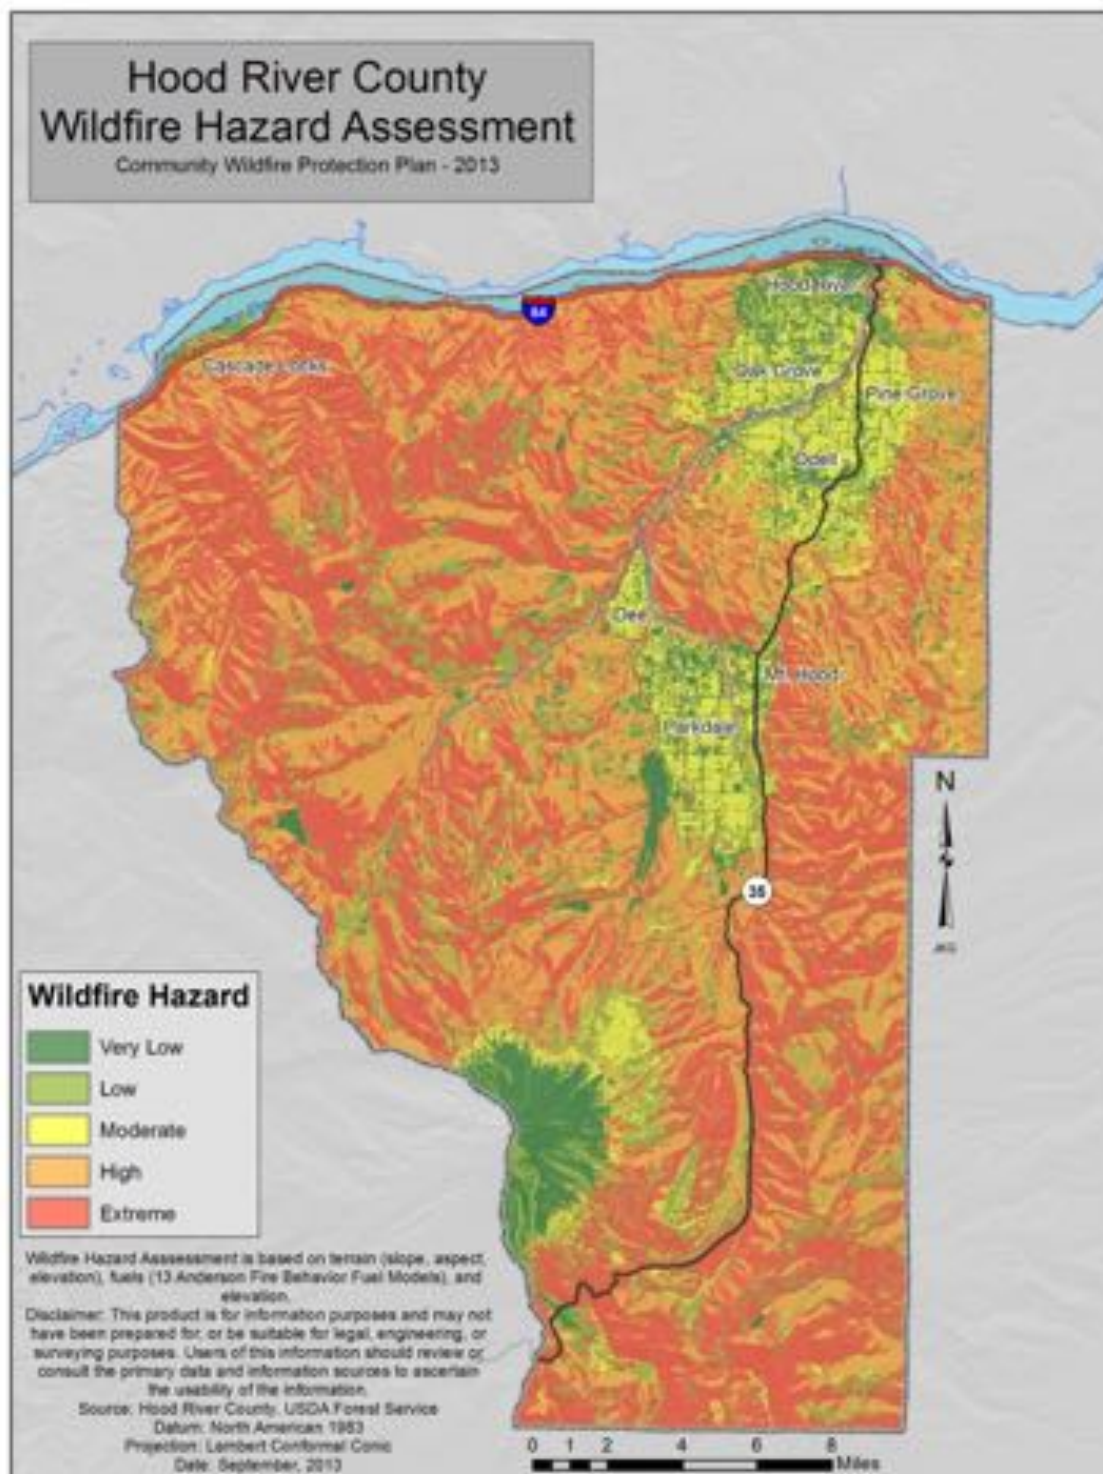 Hood River County
Wildfire Hazard Assessment
Community Wildfire Protection Plan - 2013
Hood River
84
Cascade Locks
Oak Grove
Pine Grove
Odell
Dee
Mt. Hood
Parkdale
N
35
Wildfire Hazard
Very Low
Low
Moderate
High
Extreme
Wildfire Hazard Asssessment is based on terrain (slope, aspect,
elevation), fuels (13 Anderson Fire Behavior Fuel Models), and
elevation.
Disclaimer: This product is for information purposes and may not
have been prepared for, or be suitable for legal, engineering, or
surveying purposes. Users of this information should review or
consult the primary data and information sources to ascertain
the usability of the information.
Source: Hood River County, USDA Forest Service
Datum: North American 1983
Projection: Lambert Conformal Conic
Date: September, 2013
0 1 2 4 6 8
Miles